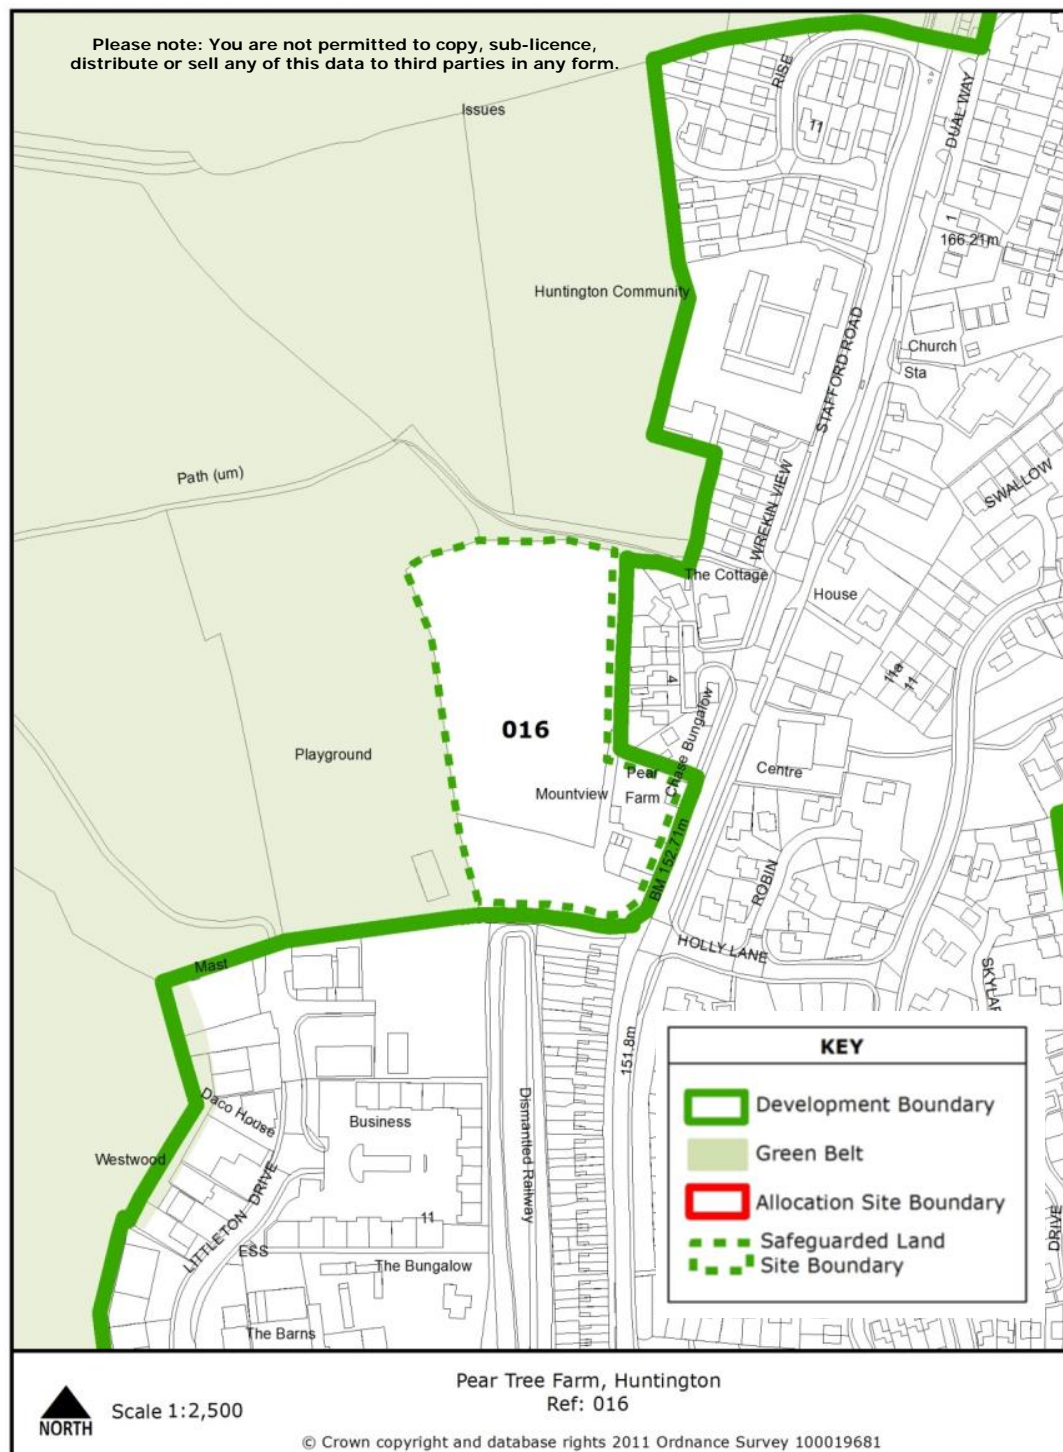 Please note: You are not permitted to copy, sub-licence,
distribute or sell any of this data to third parties in any form.
Issues
RISE
11
DUAL WAY
1
166.21m
Huntington Community
STAFFORD ROAD
Church
Sta
Path (um)
WREKIN VIEW
SWALLOW
The Cottage
House
11a
11
4
016
Chase Bungalow
Playground
Pear
Farm
Mountview
Centre
BM 152.71m
ROBIN
HOLLY LANE
Mast
SKYLAR
151.8m
Daco House
Business
Dismantled Railway
Westwood
LITTLETON DRIVE
11
ESS
The Bungalow
The Barns
DRIVE
KEY
Development Boundary
Green Belt
Allocation Site Boundary
Safeguarded Land
Site Boundary
NORTH
Scale 1:2,500
Pear Tree Farm, Huntington
Ref: 016
© Crown copyright and database rights 2011 Ordnance Survey 100019681